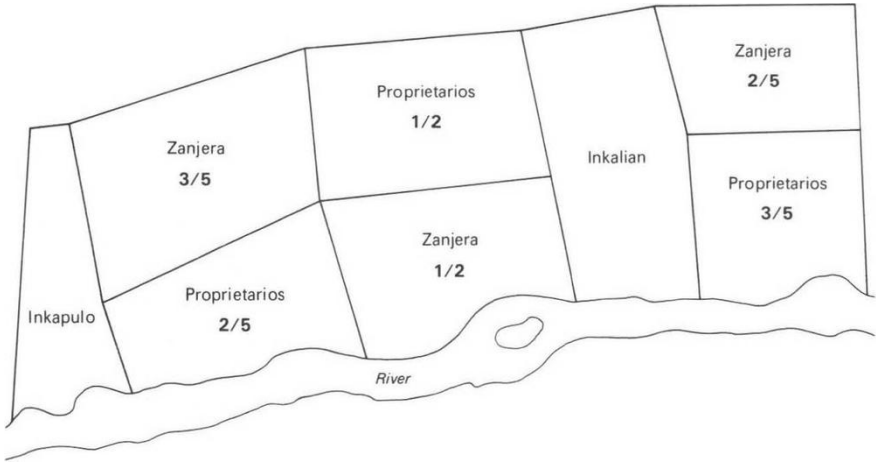 Zanjera
2/5
Proprietarios
1/2
Zanjera
3/5
Inkalian
Proprietarios
3/5
Zanjera
1/2
Proprietarios
2/5
Inkapulo
River